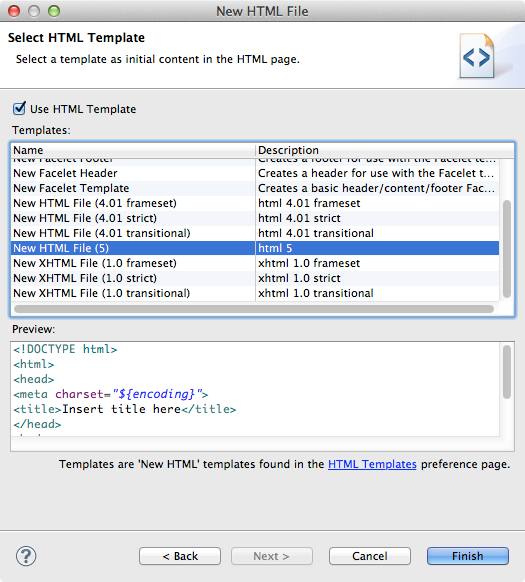 New HTML File
Select HTML Template
Select a template as initial content in the HTML page.
Use HTML Template
Templates:
Name Description
New Facelet Footer Creates a footer for use with the Facelet te...
New Facelet Header Creates a header for use with the Facelet t...
New Facelet Template Creates a basic header/content/footer Fac...
New HTML File (4.01 frameset) html 4.01 frameset
New HTML File (4.01 strict) html 4.01 strict
New HTML File (4.01 transitional) html 4.01 transitional
New HTML File (5) html 5
New XHTML File (1.0 frameset) xhtml 1.0 frameset
New XHTML File (1.0 strict) xhtml 1.0 strict
New XHTML File (1.0 transitional) xhtml 1.0 transitional
Preview:
<!DOCTYPE html>
<html>
<head>
<meta charset="${encoding}">
<title>Insert title here</title>
</head>
Templates are 'New HTML' templates found in the HTML Templates preference page.
? < Back Next > Cancel Finish